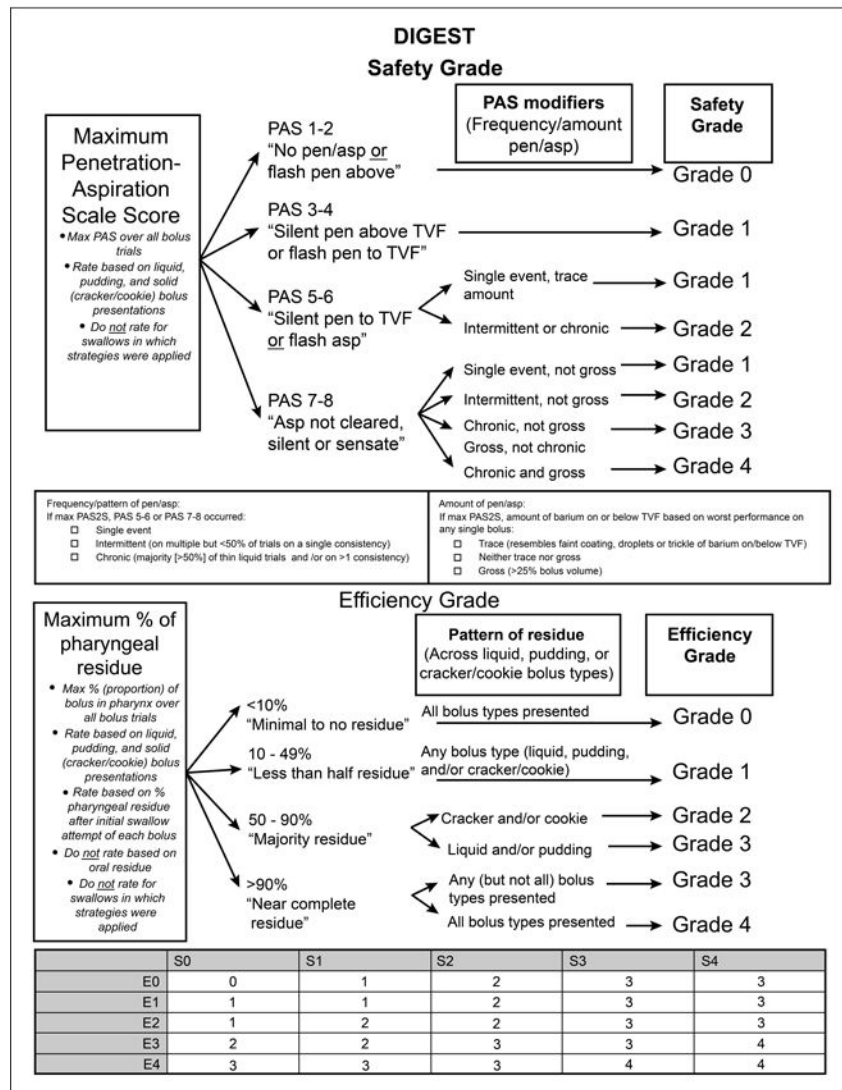 DIGEST
Safety Grade
Maximum
Penetration-
Aspiration
Scale Score
• Max PAS over all bolus
trials
• Rate based on liquid,
pudding, and solid
(cracker/cookie) bolus
presentations
• Do not rate for
swallows in which
strategies were
applied
PAS modifiers
(Frequency/amount
pen/asp)
Safety
Grade
PAS 1-2
“No pen/asp or
flash pen above”
Grade 0
PAS 3-4
“Silent pen above TVF
or flash pen to TVF”
Grade 1
PAS 5-6
“Silent pen to TVF
or flash asp”
Single event, trace
amount
Grade 1
Intermittent or chronic
Grade 2
PAS 7-8
“Asp not cleared,
silent or sensate”
Single event, not gross
Grade 1
Intermittent, not gross
Grade 2
Chronic, not gross
Grade 3
Gross, not chronic
Chronic and gross
Grade 4
Frequency/pattern of pen/asp:
If max PAS2S, PAS 5-6 or PAS 7-8 occurred:
☐ Single event
☐ Intermittent (on multiple but <50% of trials on a single consistency)
☐ Chronic (majority [>50%] of thin liquid trials and /or on >1 consistency)
Amount of pen/asp:
If max PAS2S, amount of barium on or below TVF based on worst performance on
any single bolus:
☐ Trace (resembles faint coating, droplets or trickle of barium on/below TVF)
☐ Neither trace nor gross
☐ Gross (>25% bolus volume)
Efficiency Grade
Maximum % of
pharyngeal
residue
• Max % (proportion) of
bolus in pharynx over
all bolus trials
• Rate based on liquid,
pudding, and solid
(cracker/cookie) bolus
presentations
• Rate based on %
pharyngeal residue
after initial swallow
attempt of each bolus
• Do not rate based on
oral residue
• Do not rate for
swallows in which
strategies were
applied
Pattern of residue
(Across liquid, pudding, or
cracker/cookie bolus types)
Efficiency
Grade
<10%
“Minimal to no residue”
All bolus types presented
Grade 0
10 - 49%
“Less than half residue”
Any bolus type (liquid, pudding,
and/or cracker/cookie)
Grade 1
50 - 90%
“Majority residue”
Cracker and/or cookie
Grade 2
Liquid and/or pudding
Grade 3
>90%
“Near complete
residue”
Any (but not all) bolus
types presented
Grade 3
All bolus types presented
Grade 4
S0 S1 S2 S3 S4
E0 0 1 2 3 3
E1 1 1 2 3 3
E2 1 2 2 3 3
E3 2 2 3 3 4
E4 3 3 3 4 4